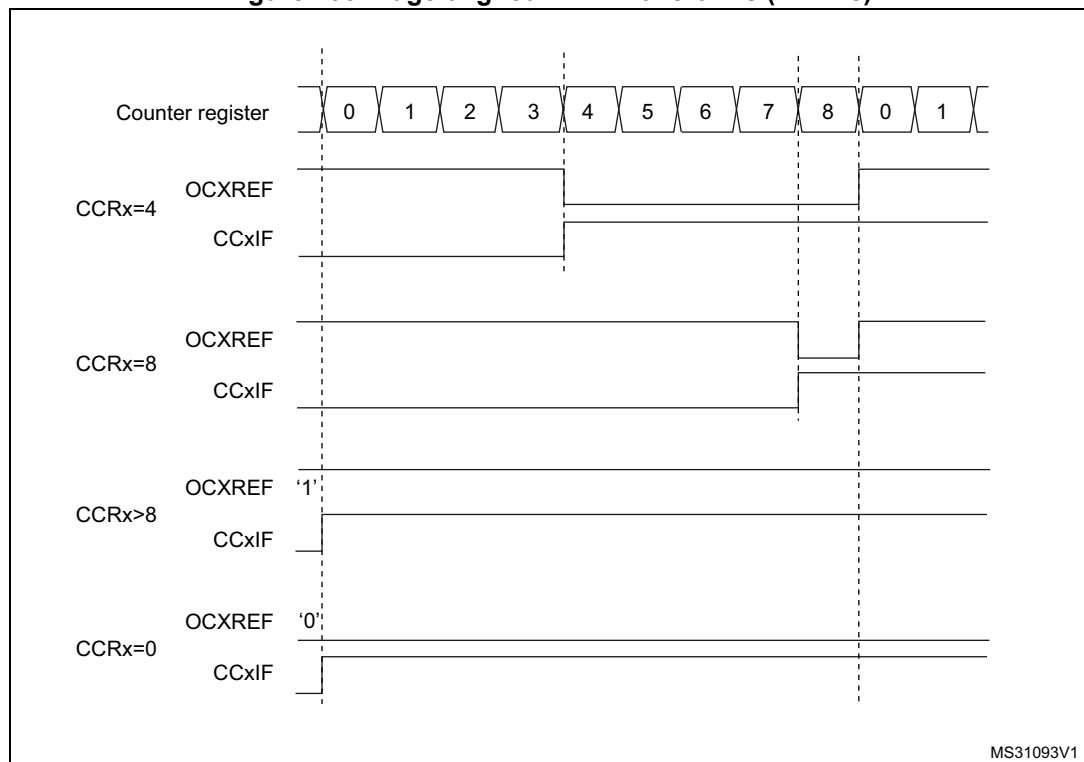 Counter register 0 1 2 3 4 5 6 7 8 0 1
OCXREF
CCRx=4
CCxIF
OCXREF
CCRx=8
CCxIF
OCXREF ‘1’
CCRx>8
CCxIF
OCXREF ‘0’
CCRx=0
CCxIF
MS31093V1